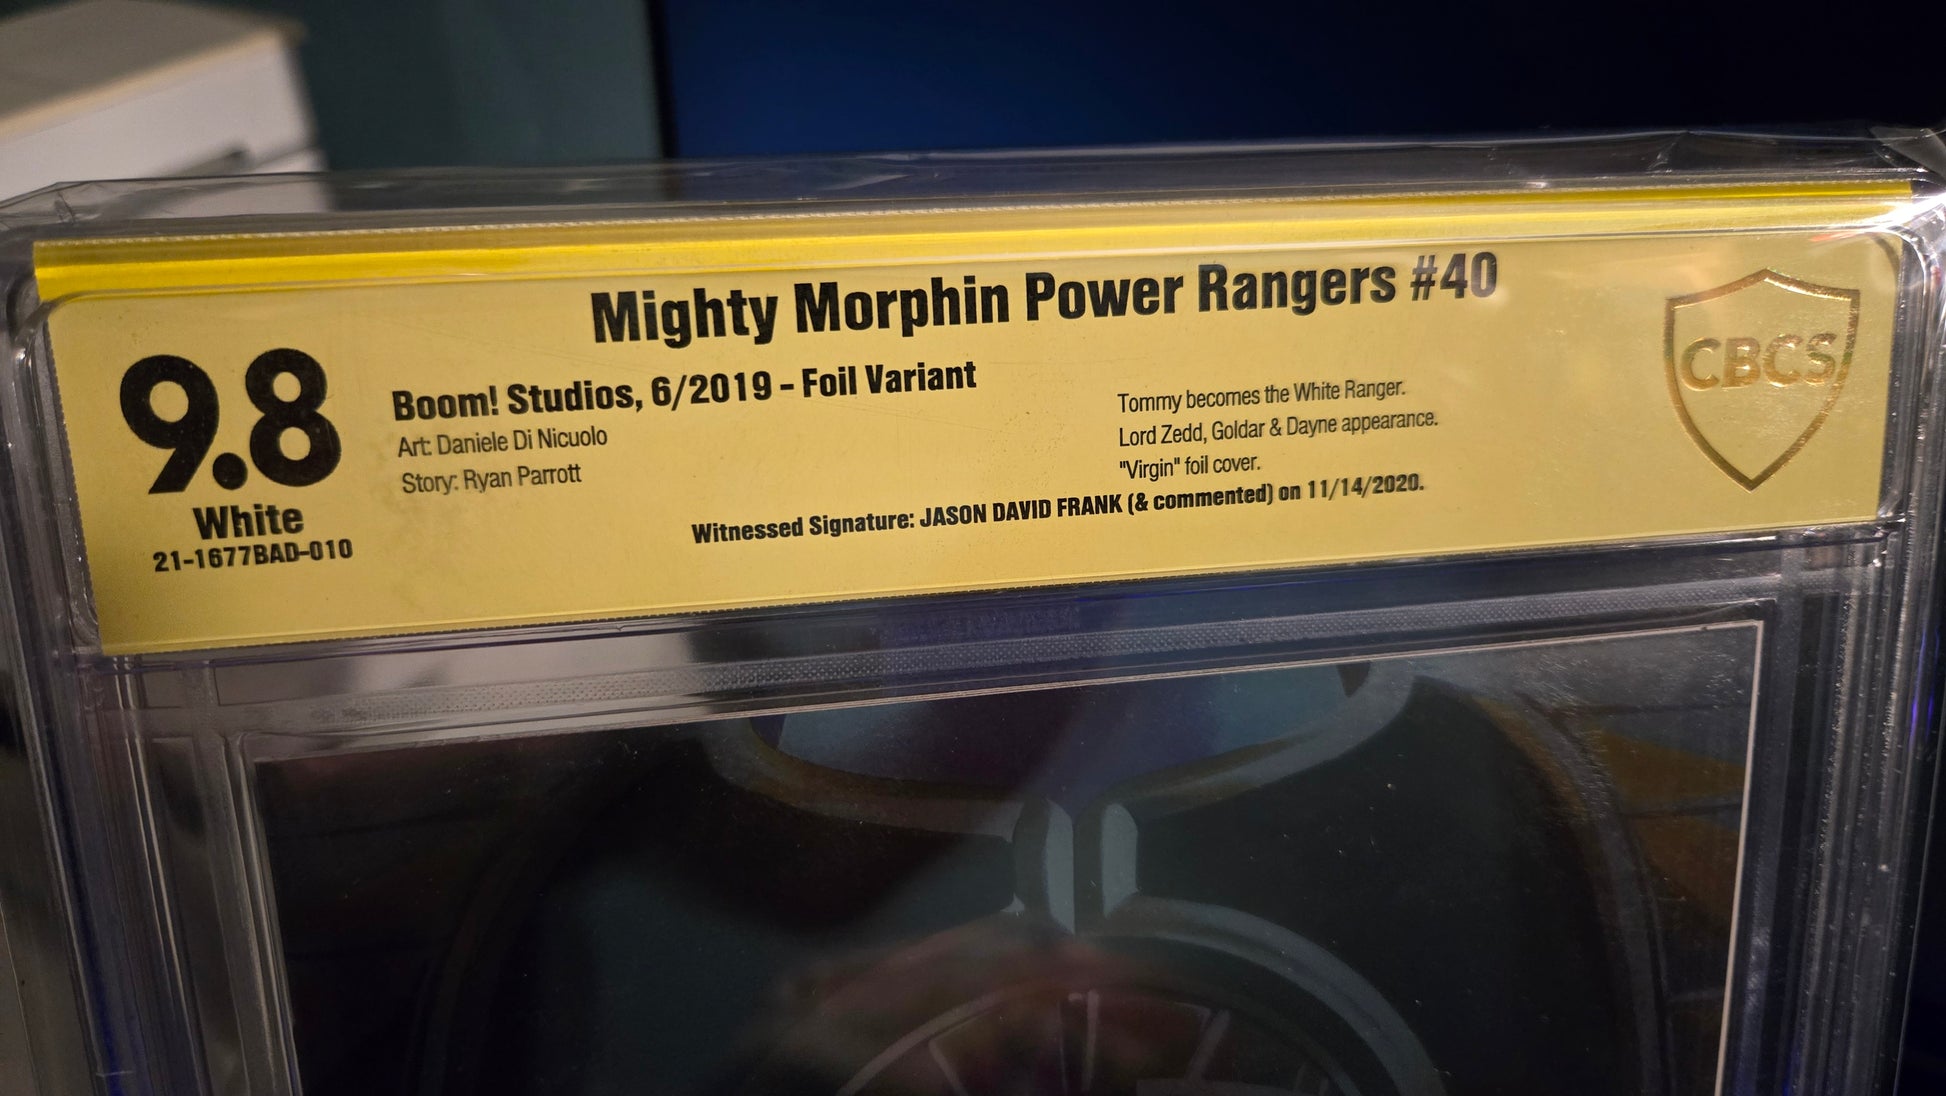 Mighty Morphin Power Rangers #40
9.8
White
21-1677BAD-010
Boom! Studios, 6/2019 - Foil Variant
Art: Daniele Di Nicuolo
Story: Ryan Parrott
Tommy becomes the White Ranger.
Lord Zedd, Goldar & Dayne appearance.
"Virgin" foil cover.
Witnessed Signature: JASON DAVID FRANK (& commented) on 11/14/2020.
CBCS